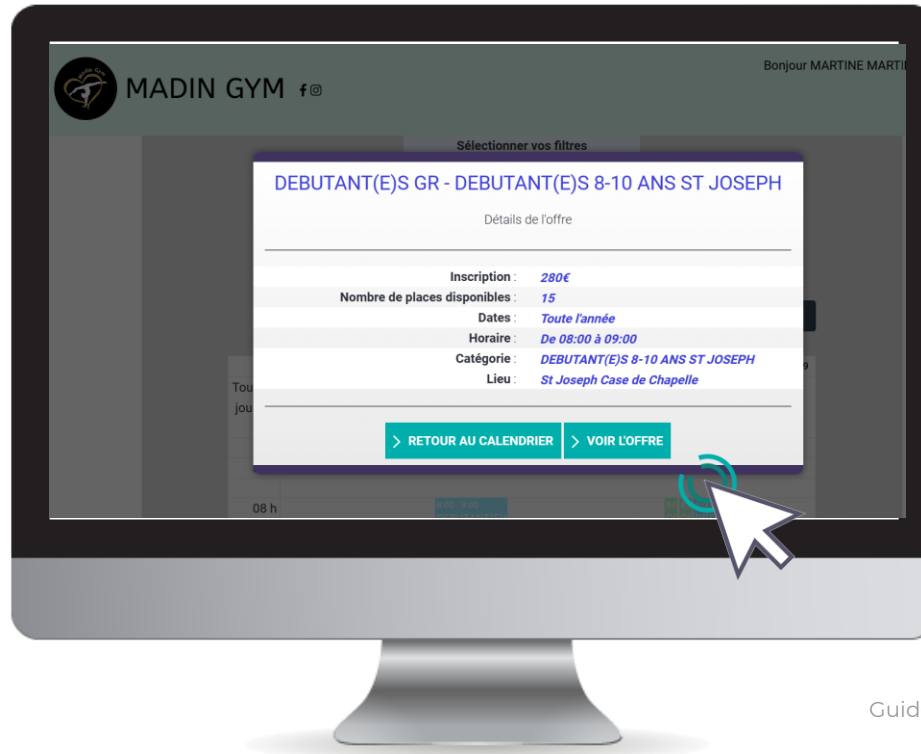 Bonjour MARTINE MARTI
MADIN GYM
Sélectionner vos filtres
DEBUTANT(E)S GR - DEBUTANT(E)S 8-10 ANS ST JOSEPH
Détails de l'offre
Inscription : 280€
Nombre de places disponibles : 15
Dates : Toute l'année
Horaire : De 08:00 à 09:00
Catégorie : DEBUTANT(E)S 8-10 ANS ST JOSEPH
Lieu : St Joseph Case de Chapelle
Tou
jou
> RETOUR AU CALENDRIER > VOIR L'OFFRE
08 h
Guid